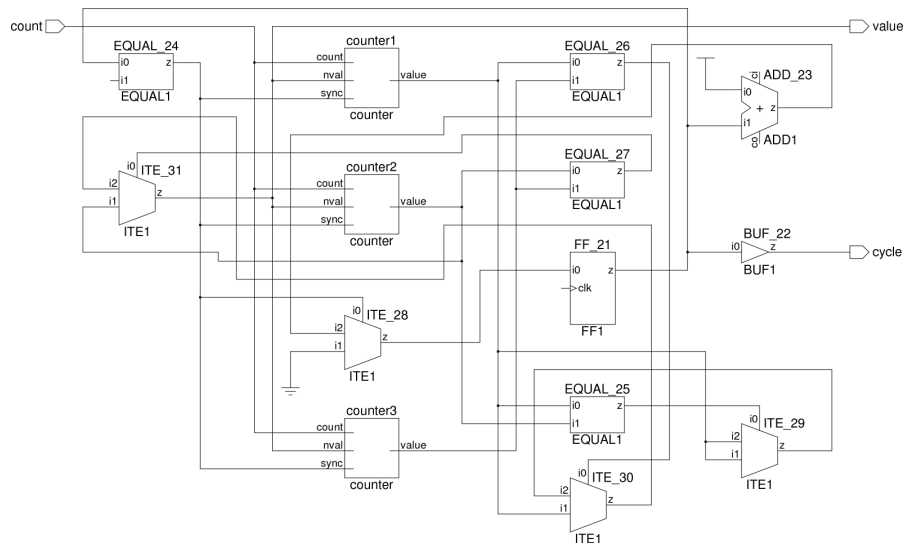 count
value
EQUAL_24
i0 z
i1
EQUAL1
counter1
count
nval value
sync
counter
EQUAL_26
i0 z
i1
EQUAL1
ci ADD_23
i0
+ z
i1
co ADD1
i0 ITE_31
i2
z
i1
ITE1
counter2
count
nval value
sync
counter
EQUAL_27
i0 z
i1
EQUAL1
FF_21
i0 z
clk
FF1
BUF_22
i0 z
BUF1
cycle
i0 ITE_28
i2
z
i1
ITE1
counter3
count
nval value
sync
counter
EQUAL_25
i0 z
i1
EQUAL1
i0 ITE_29
i2
z
i1
ITE1
i0 ITE_30
i2
z
i1
ITE1